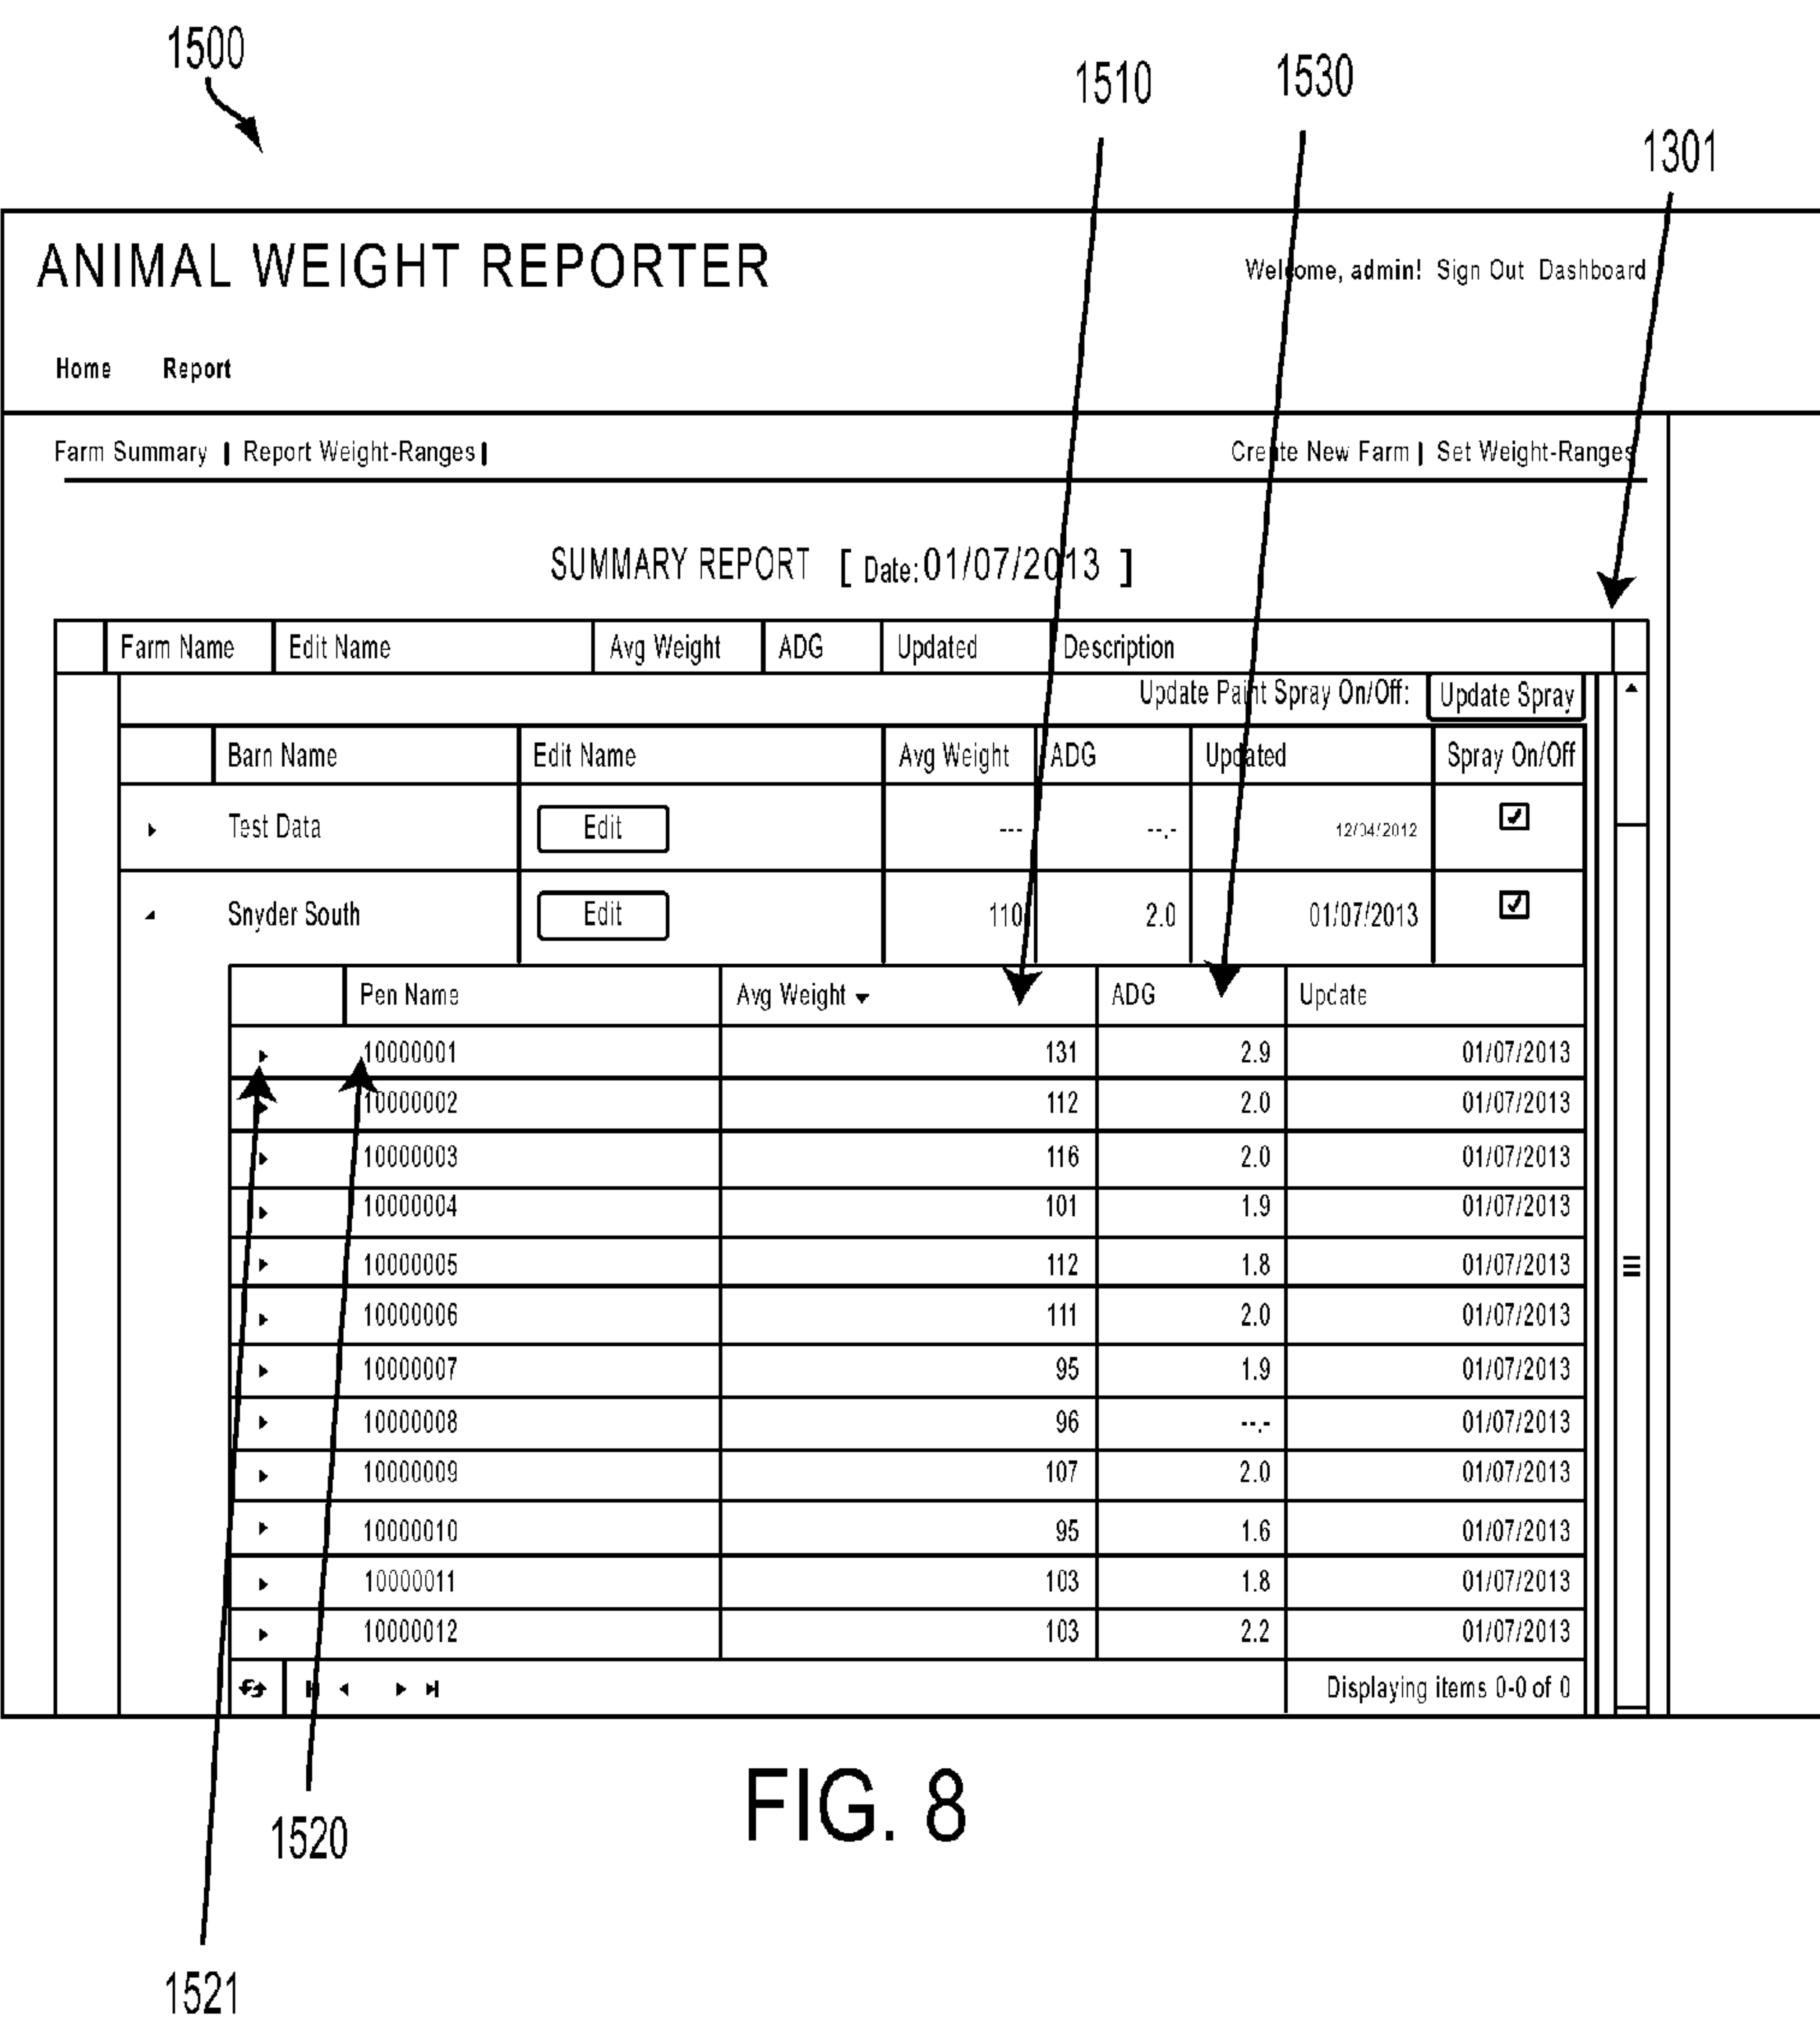 1500
1510
1530
1301
ANIMAL WEIGHT REPORTER
Welcome, admin! Sign Out Dashboard
Home Report
Farm Summary | Report Weight-Ranges |
Create New Farm | Set Weight-Ranges
SUMMARY REPORT [ Date: 01/07/2013 ]
Farm Name Edit Name Avg Weight ADG Updated Description
Update Paint Spray On/Off: Update Spray
Barn Name Edit Name Avg Weight ADG Updated Spray On/Off
Test Data Edit --- --.- 12/04/2012
Snyder South Edit 110 2.0 01/07/2013
Pen Name Avg Weight ADG Update
10000001 131 2.9 01/07/2013
10000002 112 2.0 01/07/2013
10000003 116 2.0 01/07/2013
10000004 101 1.9 01/07/2013
10000005 112 1.8 01/07/2013
10000006 111 2.0 01/07/2013
10000007 95 1.9 01/07/2013
10000008 96 --.- 01/07/2013
10000009 107 2.0 01/07/2013
10000010 95 1.6 01/07/2013
10000011 103 1.8 01/07/2013
10000012 103 2.2 01/07/2013
Displaying items 0-0 of 0
FIG. 8
1520
1521